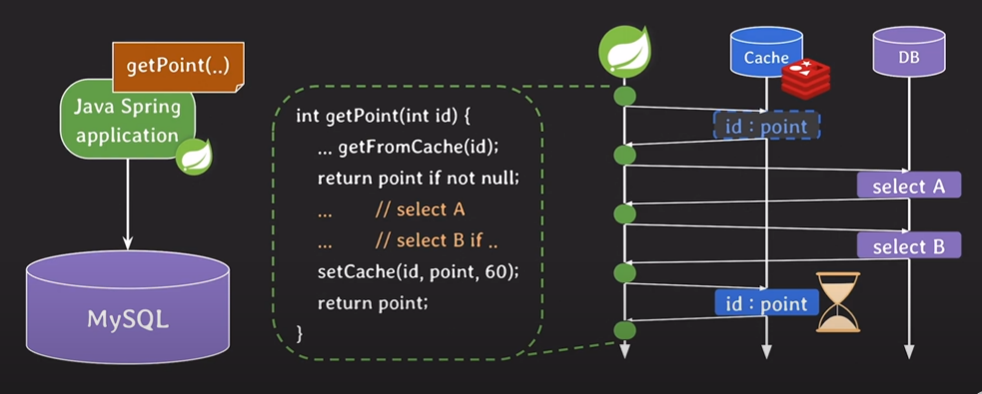 getPoint(..)
Java Spring
application
MySQL
int getPoint(int id) {
... getFromCache(id);
return point if not null;
... // select A
... // select B if ..
setCache(id, point, 60);
return point;
}
Cache
DB
id : point
select A
select B
id : point